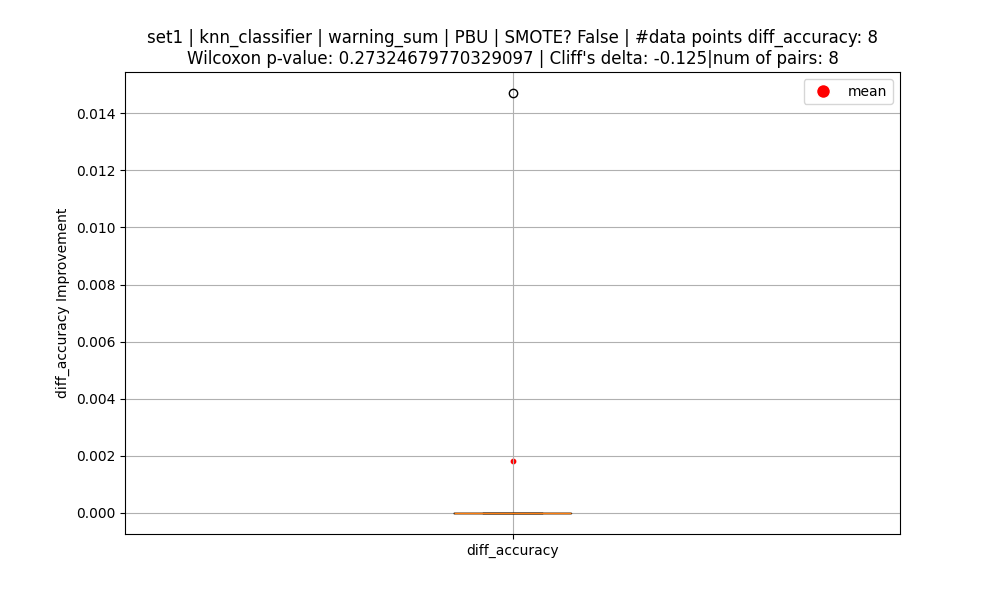 set1 | knn_classifier | warning_sum | PBU | SMOTE? False | #data points diff_accuracy: 8
Wilcoxon p-value: 0.27324679770329097 | Cliff's delta: -0.125|num of pairs: 8
mean
0.014
0.012
0.010
0.008
0.006
0.004
0.002
0.000
diff_accuracy Improvement
diff_accuracy